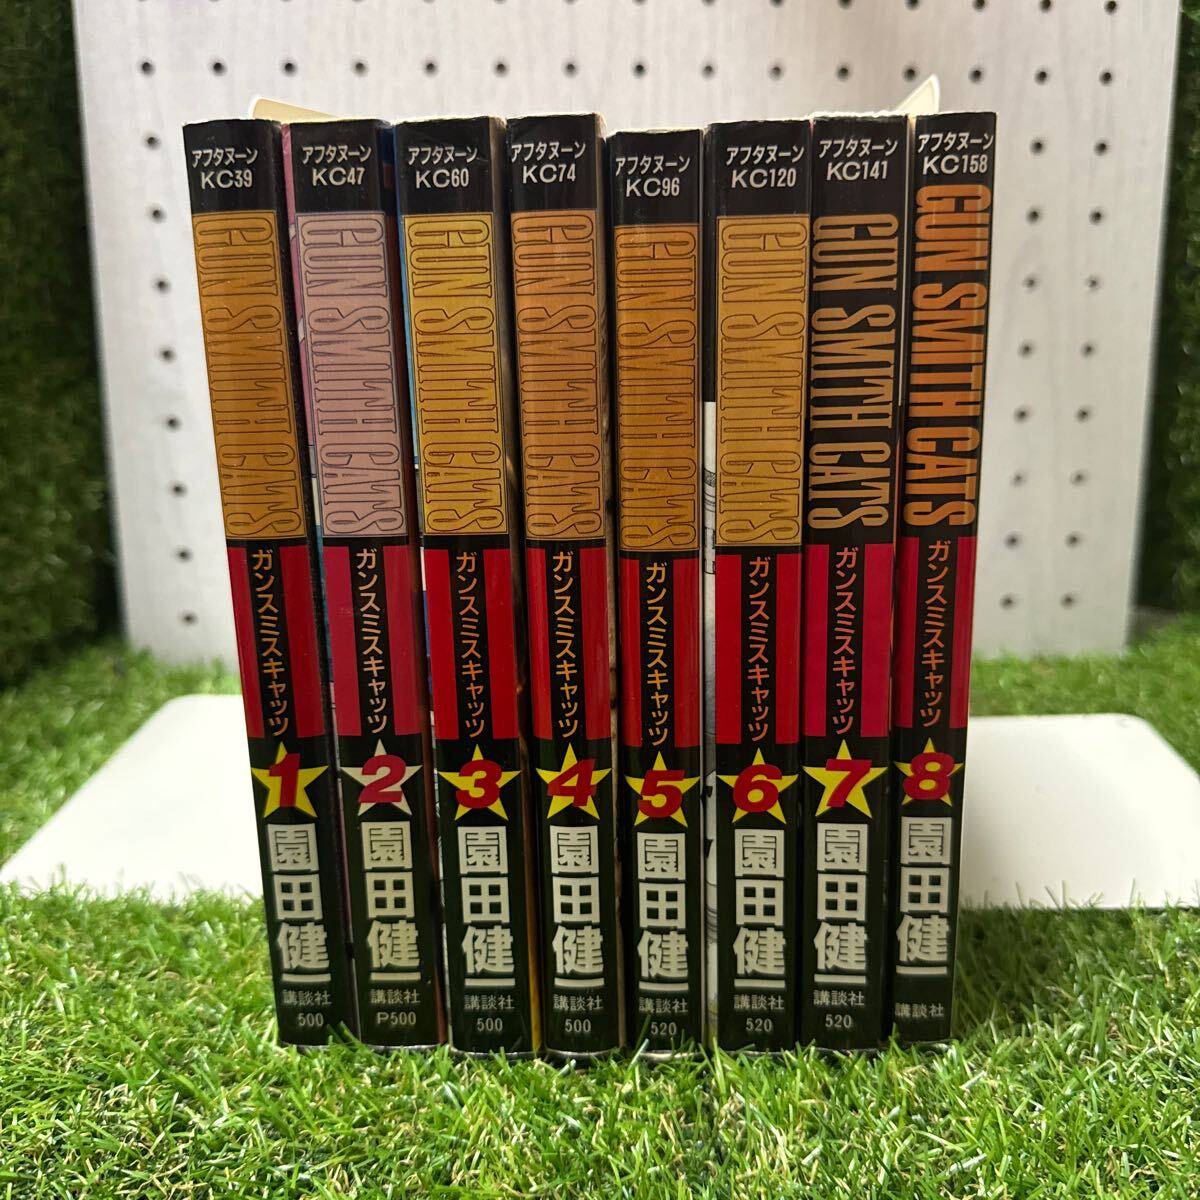 アフタヌーン
KC39
GUN SMITH CATS
ガンスミスキャッツ
1
園田健一
講談社
500
アフタヌーン
KC47
GUN SMITH CATS
ガンスミスキャッツ
2
園田健一
講談社
P500
アフタヌーン
KC60
GUN SMITH CATS
ガンスミスキャッツ
3
園田健一
講談社
500
アフタヌーン
KC74
GUN SMITH CATS
ガンスミスキャッツ
4
園田健一
講談社
500
アフタヌーン
KC96
GUN SMITH CATS
ガンスミスキャッツ
5
園田健一
講談社
520
アフタヌーン
KC120
GUN SMITH CATS
ガンスミスキャッツ
6
園田健一
講談社
520
アフタヌーン
KC141
GUN SMITH CATS
ガンスミスキャッツ
7
園田健一
講談社
520
アフタヌーン
KC158
GUN SMITH CATS
ガンスミスキャッツ
8
園田健一
講談社